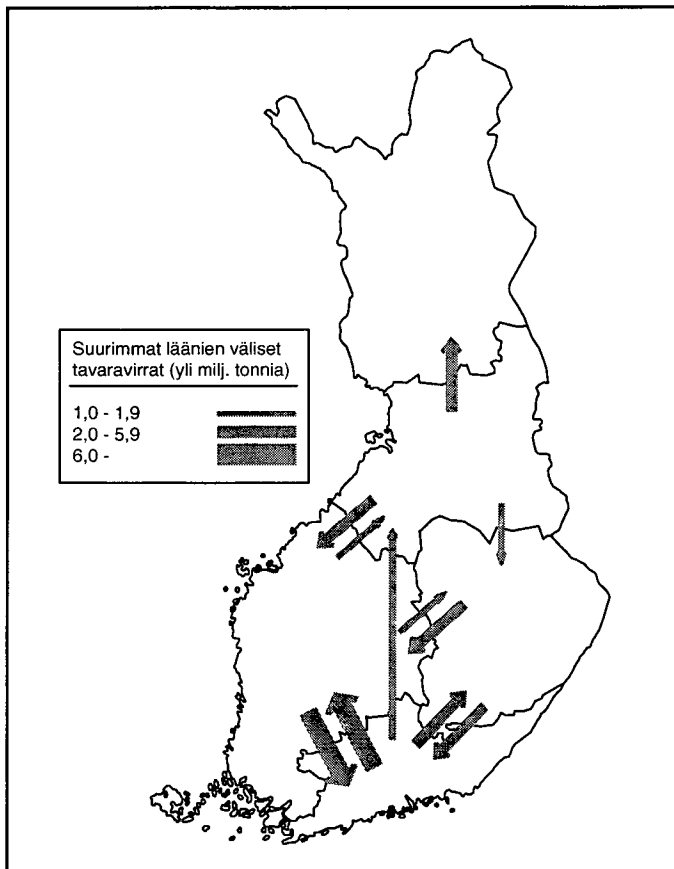 Suurimmat läänien väliset
tavaravirrat (yli milj. tonnia)
1,0 - 1,9
2,0 - 5,9
6,0 -